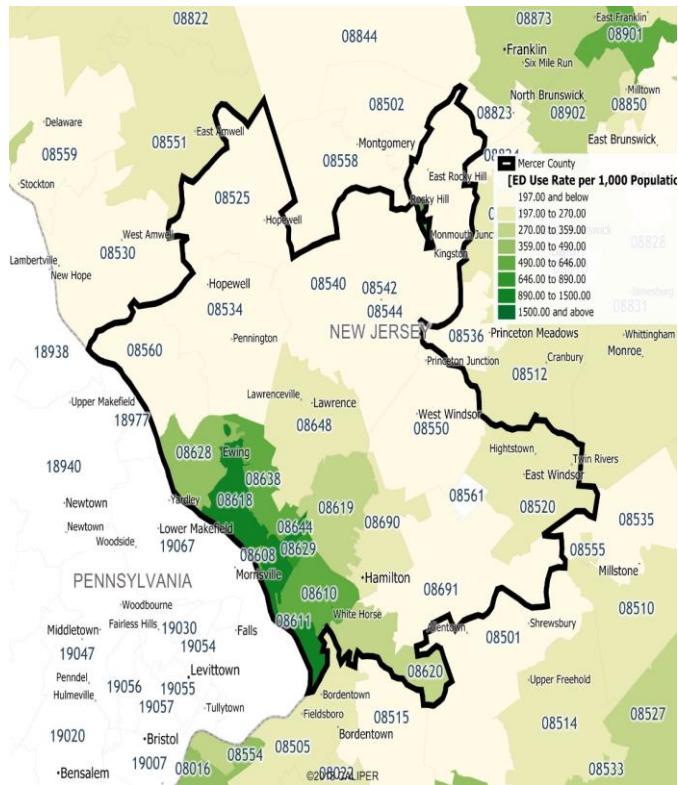 08822
08844
08873
East Franklin
08901
Franklin
Six Mile Run
Delaware
08502
North Brunswick
Milltown
08823
08902
08850
East Amwell
08551
Montgomery
East Brunswick
08559
08558
Mercer County
East Rocky Hill
[ED Use Rate per 1,000 Populatio
Stockton
08525
197.00 and below
Rocky Hill
197.00 to 270.00
Hopewell
270.00 to 359.00
West Amwell
Monmouth Junct
359.00 to 490.00
08828
08530
Kingston
490.00 to 646.00
Lambertville
646.00 to 890.00
New Hope
Hopewell
08540
08542
890.00 to 1500.00
Jamesburg
08534
08544
1500.00 and above
08831
NEW JERSEY
08536
Princeton Meadows
Whittingham
18938
08560
Pennington
Monroe
Princeton Junction
Cranbury
08512
Upper Makefield
Lawrenceville
Lawrence
18977
08648
West Windsor
08550
08628
Ewing
Hightstown
Twin Rivers
18940
08638
East Windsor
Yardley
08618
08561
Newtown
08619
08520
08690
08535
Newtown
Lower Makefield
08644
Woodside
19067
08608
08629
08555
Morrisville
Hamilton
Millstone
PENNSYLVANIA
08610
08691
08510
Woodbourne
White Horse
Fairless Hills
19030
08611
Allentown
08501
Shrewsbury
Middletown
Falls
19047
19054
08620
Penndel
Levittown
Upper Freehold
19056
19055
Hulmeville
Bordentown
19057
Tullytown
Fieldsboro
08515
08527
08514
19020
Bristol
Bordentown
08505
19007
08554
08016
08533
Bensalem
©2018 CALIPER
08022